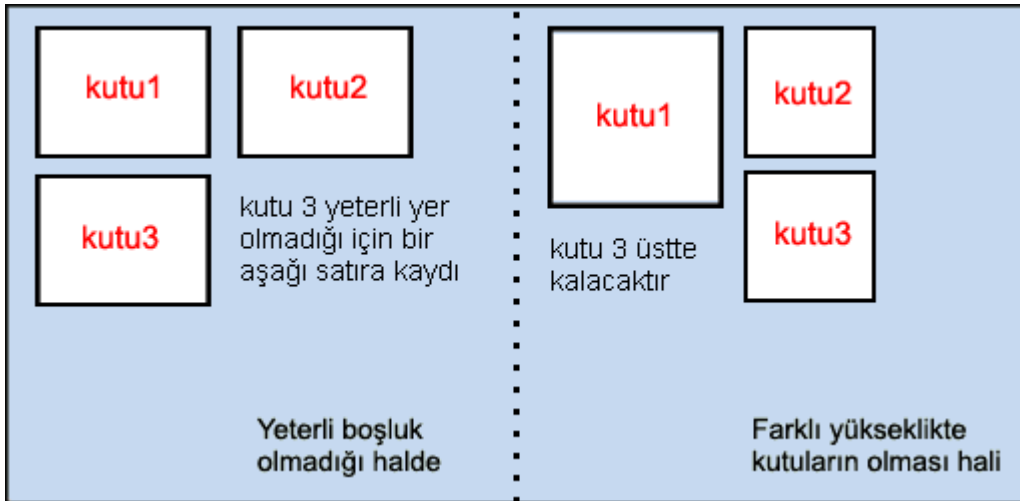 kutu1
kutu2
kutu3
kutu 3 yeterli yer
olmadığı için bir
aşağı satıra kaydı
Yeterli boşluk
olmadığı halde
kutu1
kutu2
kutu3
kutu 3 üstte
kalacaktır
Farklı yükseklikte
kutuların olması hali